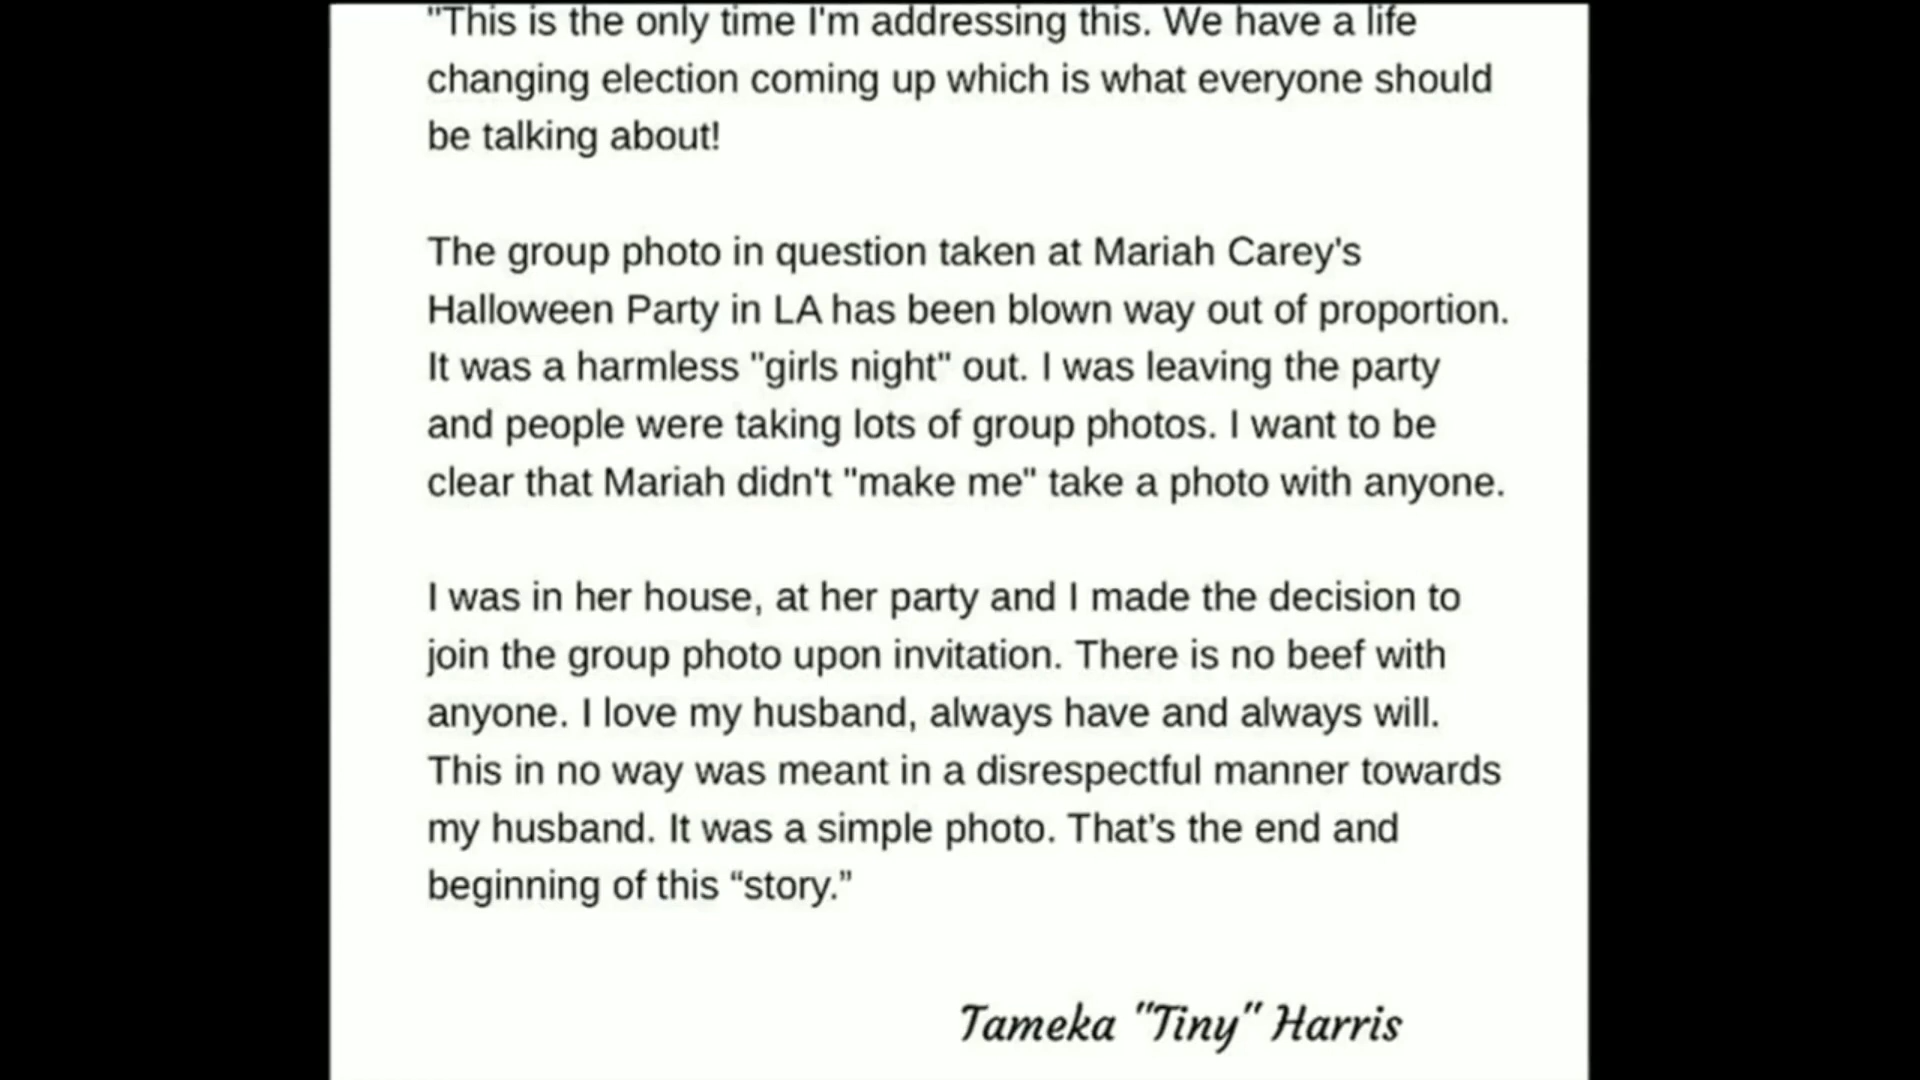 "This is the only time I'm addressing this. We have a life
changing election coming up which is what everyone should
be talking about!
The group photo in question taken at Mariah Carey's
Halloween Party in LA has been blown way out of proportion.
It was a harmless "girls night" out. I was leaving the party
and people were taking lots of group photos. I want to be
clear that Mariah didn't "make me" take a photo with anyone.
I was in her house, at her party and I made the decision to
join the group photo upon invitation. There is no beef with
anyone. I love my husband, always have and always will.
This in no way was meant in a disrespectful manner towards
my husband. It was a simple photo. That's the end and
beginning of this “story.”
Tameka "Tiny" Harris